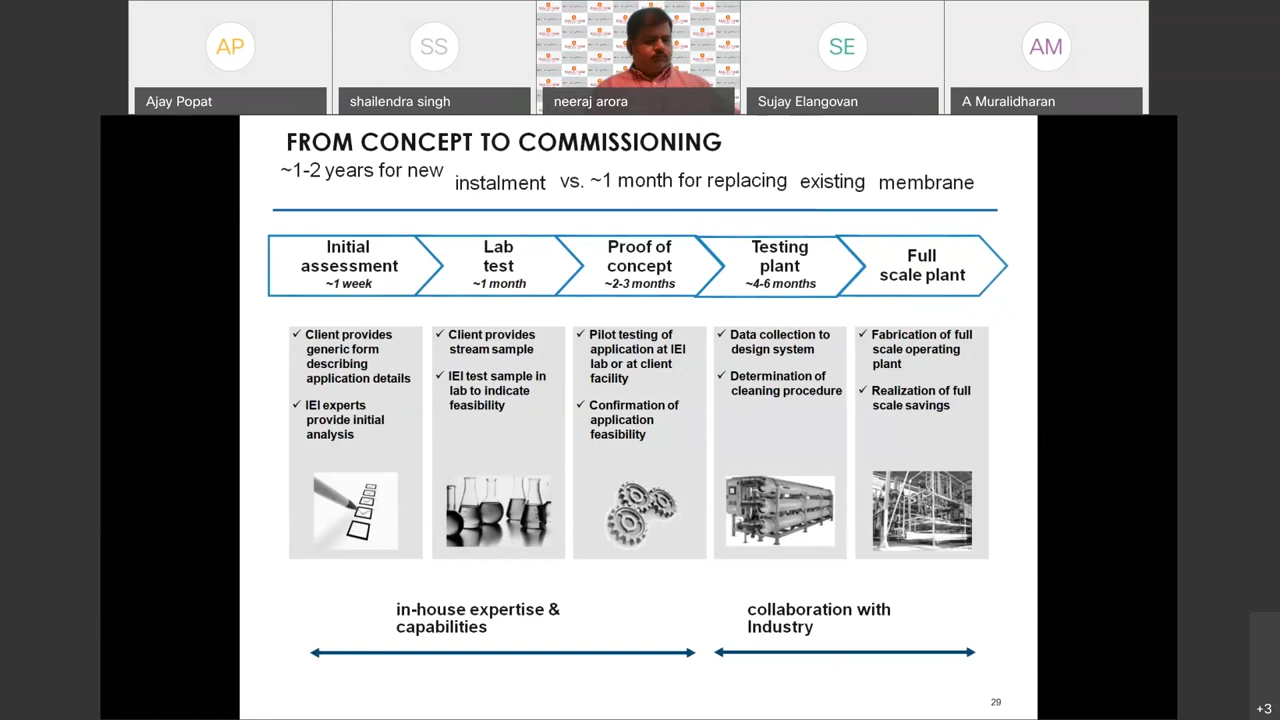 AP
SS
SE
AM
Ajay Popat
shailendra singh
neeraj arora
Sujay Elangovan
A Muralidharan
FROM CONCEPT TO COMMISSIONING
~1-2 years for new instalment vs. ~1 month for replacing existing membrane
Initial
assessment
~1 week
Lab
test
~1 month
Proof of
concept
~2-3 months
Testing
plant
~4-6 months
Full
scale plant
✓ Client provides
generic form
describing
application details
✓ IEI experts
provide initial
analysis
✓ Client provides
stream sample
✓ IEI test sample in
lab to indicate
feasibility
✓ Pilot testing of
application at IEI
lab or at client
facility
✓ Confirmation of
application
feasibility
✓ Data collection to
design system
✓ Determination of
cleaning procedure
✓ Fabrication of full
scale operating
plant
✓ Realization of full
scale savings
in-house expertise &
capabilities
collaboration with
Industry
29
+3